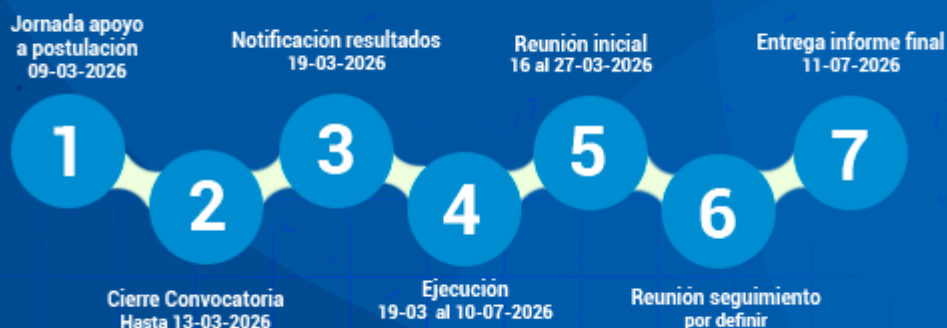 Jornada apoyo
a postulación
09-03-2026
1
Cierre Convocatoria
Hasta 13-03-2026
2
Notificación resultados
19-03-2026
3
Ejecución
19-03 al 10-07-2026
4
Reunión inicial
16 al 27-03-2026
5
Reunión seguimiento
por definir
6
Entrega informe final
11-07-2026
7